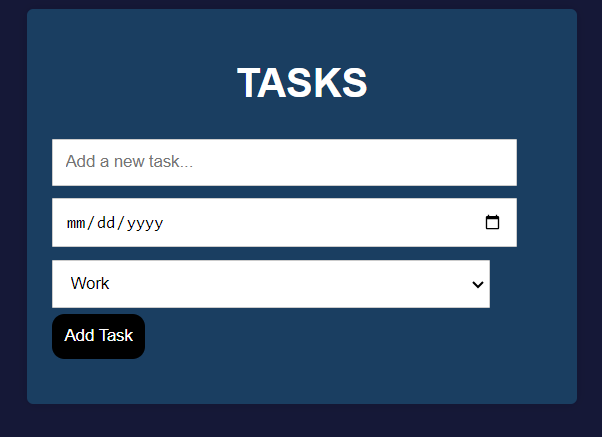 TASKS
Add a new task...
mm/dd/yyyy
Work
Add Task